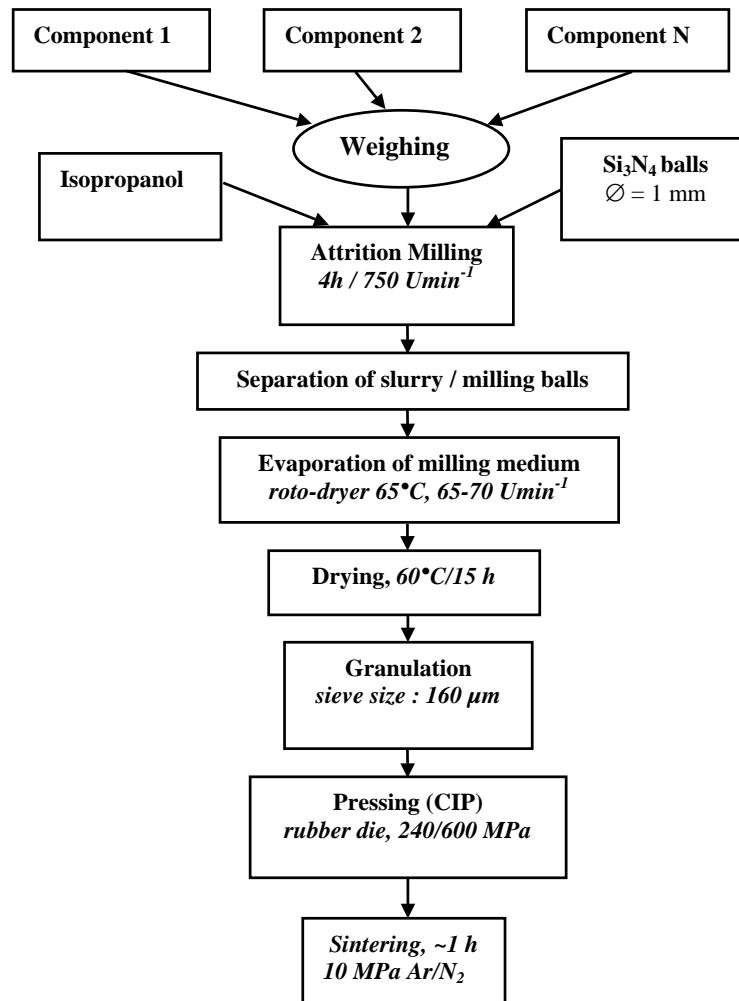 Component 1
Component 2
Component N
Weighing
Isopropanol
Si₃N₄ balls
∅ = 1 mm
Attrition Milling
4h / 750 Umin⁻¹
Separation of slurry / milling balls
Evaporation of milling medium
roto-dryer 65•C, 65-70 Umin⁻¹
Drying, 60•C/15 h
Granulation
sieve size : 160 µm
Pressing (CIP)
rubber die, 240/600 MPa
Sintering, ~1 h
10 MPa Ar/N₂